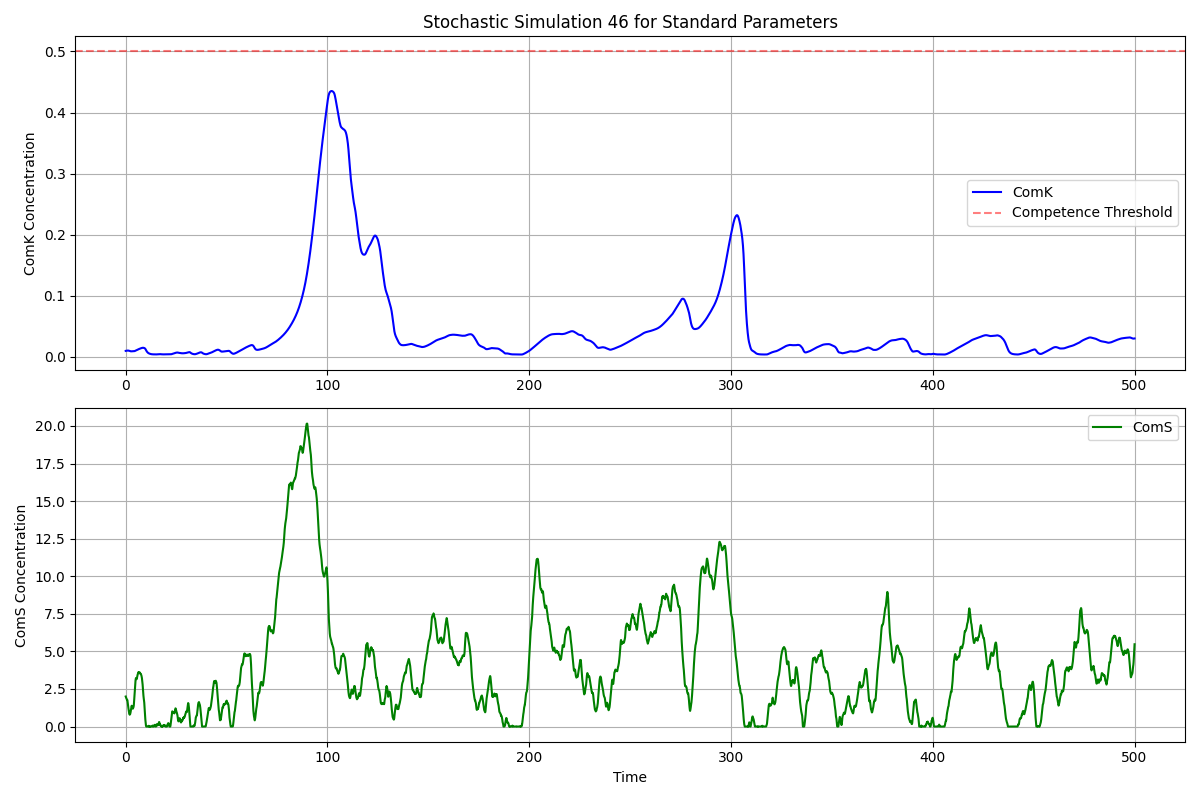 Stochastic Simulation 46 for Standard Parameters
ComK Concentration
0.5
0.4
0.3
0.2
0.1
0.0
ComK
Competence Threshold
0 100 200 300 400 500
ComS Concentration
20.0
17.5
15.0
12.5
10.0
7.5
5.0
2.5
0.0
ComS
0 100 200 300 400 500
Time